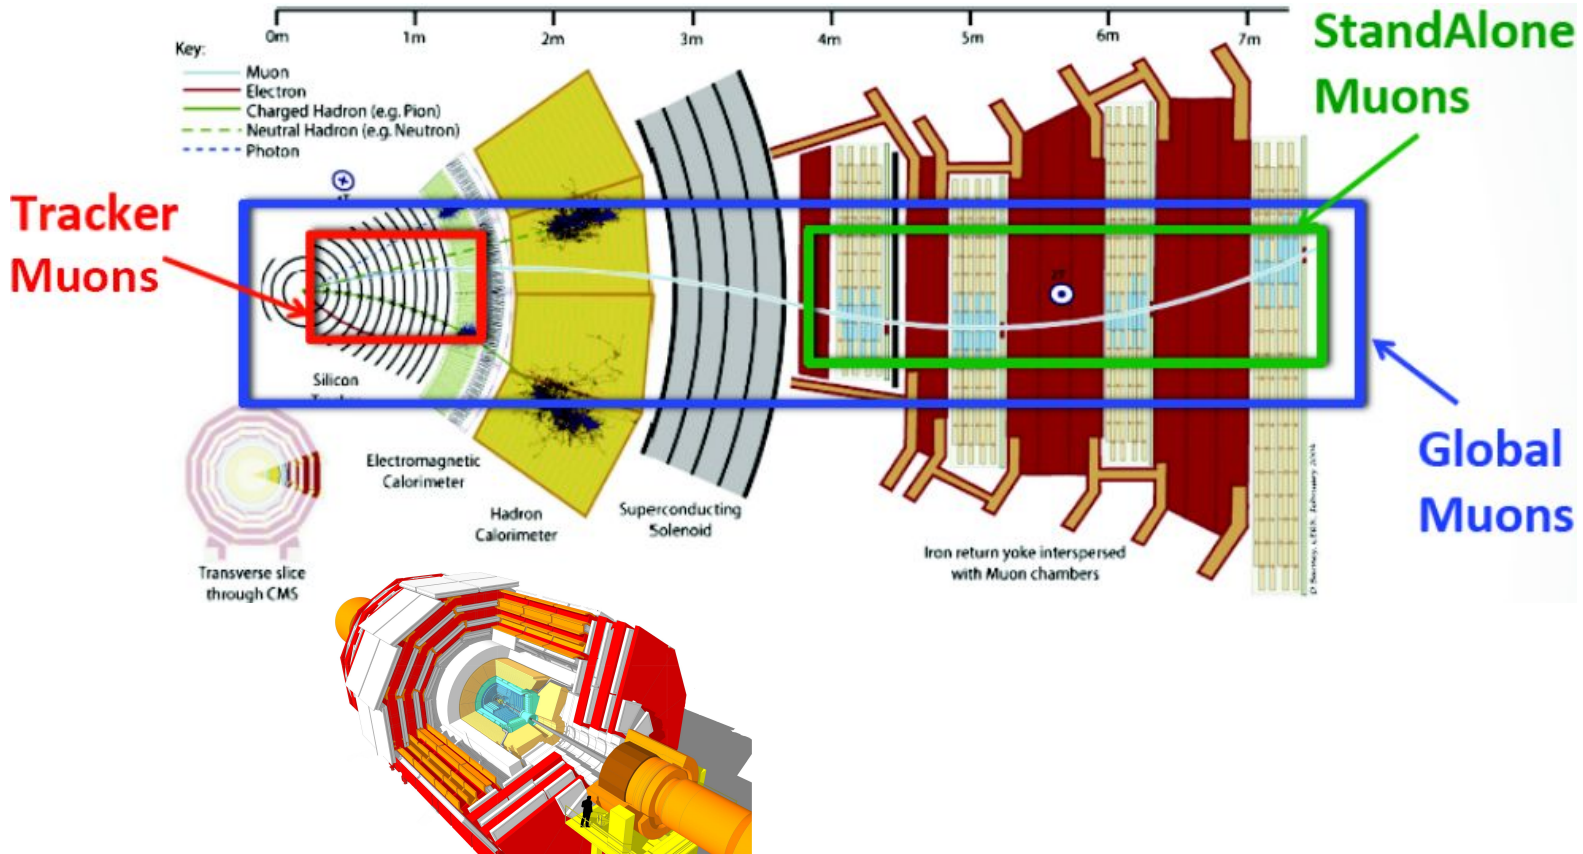 0m 1m 2m 3m 4m 5m 6m 7m
Key:
Muon
Electron
Charged Hadron (e.g. Pion)
Neutral Hadron (e.g. Neutron)
Photon
StandAlone
Muons
Tracker
Muons
Silicon
Electromagnetic
Calorimeter
Hadron
Calorimeter
Superconducting
Solenoid
Iron return yoke interspersed
with Muon chambers
Global
Muons
Transverse slice
through CMS